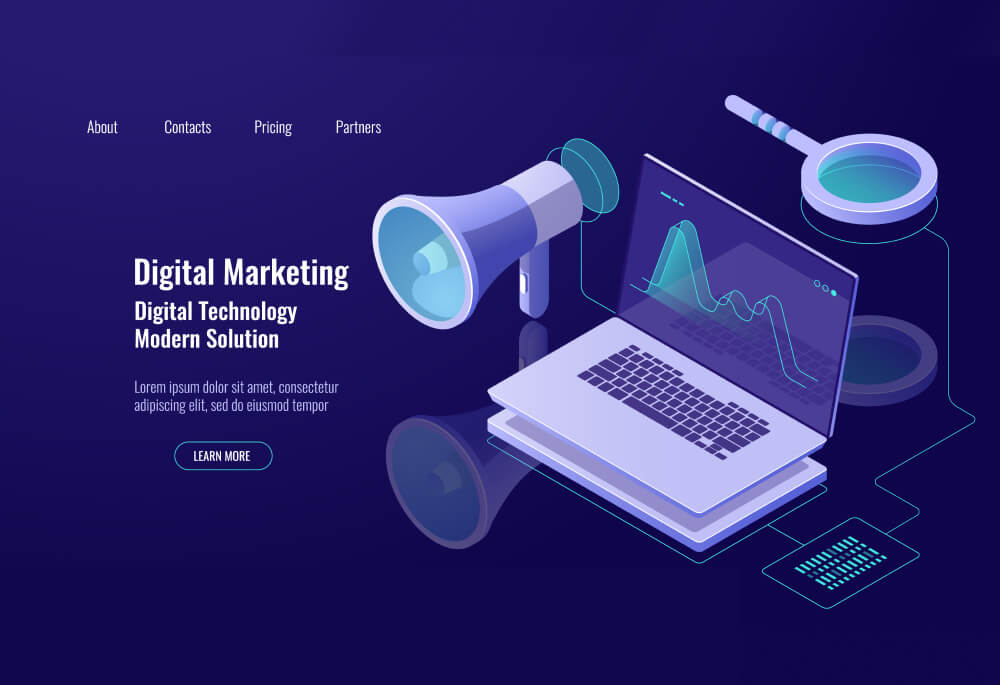 About Contacts Pricing Partners
Digital Marketing
Digital Technology
Modern Solution
Lorem ipsum dolor sit amet, consectetur
adipiscing elit, sed do eiusmod tempor
LEARN MORE